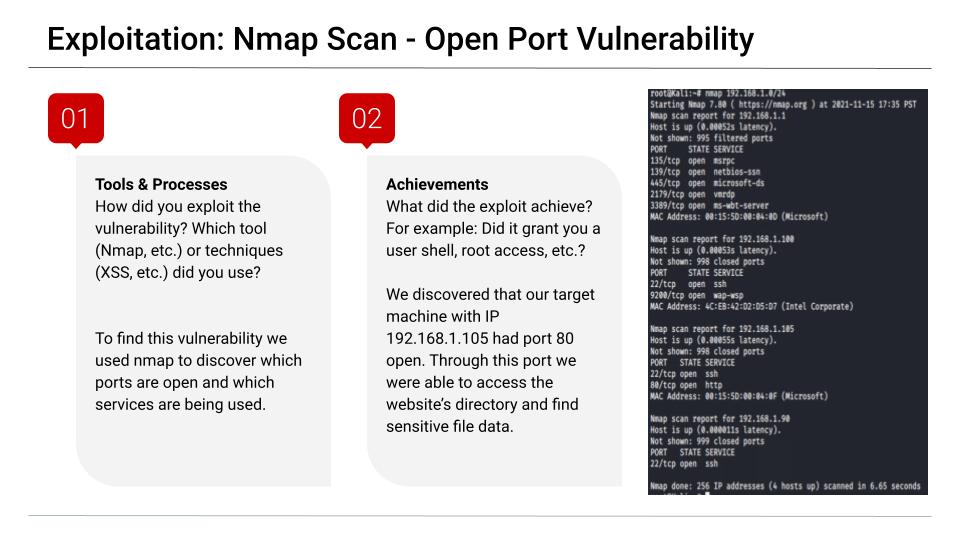 Exploitation: Nmap Scan - Open Port Vulnerability
01
Tools & Processes
How did you exploit the
vulnerability? Which tool
(Nmap, etc.) or techniques
(XSS, etc.) did you use?
To find this vulnerability we
used nmap to discover which
ports are open and which
services are being used.
02
Achievements
What did the exploit achieve?
For example: Did it grant you a
user shell, root access, etc.?
We discovered that our target
machine with IP
192.168.1.105 had port 80
open. Through this port we
were able to access the
website’s directory and find
sensitive file data.
root@Kali:~# nmap 192.168.1.0/24
Starting Nmap 7.80 ( https://nmap.org ) at 2021-11-15 17:35 PST
Nmap scan report for 192.168.1.1
Host is up (0.00052s latency).
Not shown: 995 filtered ports
PORT STATE SERVICE
135/tcp open msrpc
139/tcp open netbios-ssn
445/tcp open microsoft-ds
2179/tcp open vmrdp
3389/tcp open ms-wbt-server
MAC Address: 00:15:5D:00:04:0D (Microsoft)
Nmap scan report for 192.168.1.100
Host is up (0.00053s latency).
Not shown: 998 closed ports
PORT STATE SERVICE
22/tcp open ssh
9200/tcp open wap-wsp
MAC Address: 4C:EB:42:D2:D5:D7 (Intel Corporate)
Nmap scan report for 192.168.1.105
Host is up (0.00055s latency).
Not shown: 998 closed ports
PORT STATE SERVICE
22/tcp open ssh
80/tcp open http
MAC Address: 00:15:5D:00:04:0F (Microsoft)
Nmap scan report for 192.168.1.90
Host is up (0.000011s latency).
Not shown: 999 closed ports
PORT STATE SERVICE
22/tcp open ssh
Nmap done: 256 IP addresses (4 hosts up) scanned in 6.65 seconds